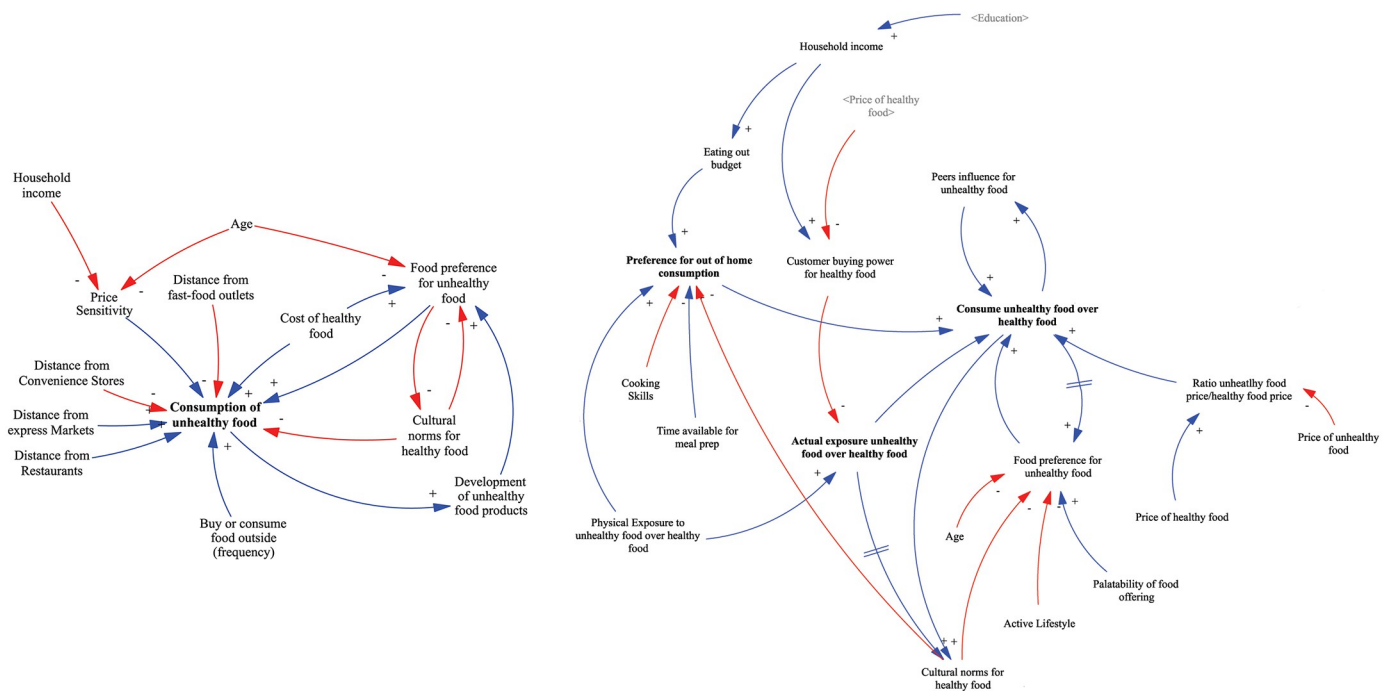 Household
income
Age
Distance from
fast-food outlets
Food preference
for unhealthy
food
Price
Sensitivity
Cost of healthy
food
Distance from
Convenience Stores
Consumption of
unhealthy food
Distance from
express Markets
Cultural
norms for
healthy food
Distance from
Restaurants
Development
of unhealthy
food products
Buy or consume
food outside
(frequency)
<Education>
Household income
<Price of healthy
food>
Eating out
budget
Peers influence for
unhealthy food
Preference for out of home
consumption
Customer buying power
for healthy food
Consume unhealthy food over
healthy food
Cooking
Skills
Ratio unheatlhy food
price/healthy food price
Time available for
meal prep
Actual exposure unhealthy
food over healthy food
Price of unhealthy
food
Food preference for
unhealthy food
Price of healthy food
Physical Exposure to
unhealthy food over healthy
food
Age
Palatability of food
offering
Active Lifestyle
Cultural norms for
healthy food